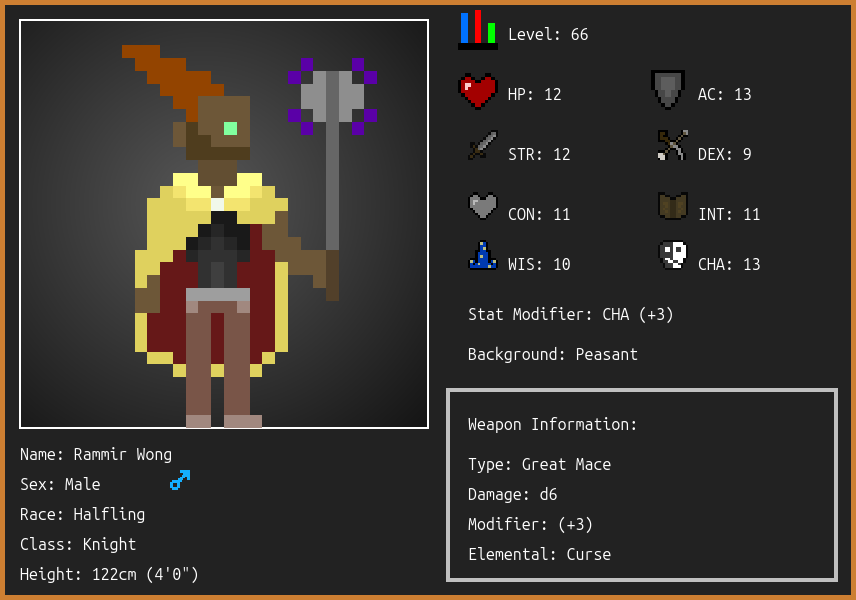 Level: 66
HP: 12
AC: 13
STR: 12
DEX: 9
CON: 11
INT: 11
WIS: 10
CHA: 13
Stat Modifier: CHA (+3)
Background: Peasant
Weapon Information:
Type: Great Mace
Damage: d6
Modifier: (+3)
Elemental: Curse
Name: Rammir Wong
Sex: Male
Race: Halfling
Class: Knight
Height: 122cm (4'0")